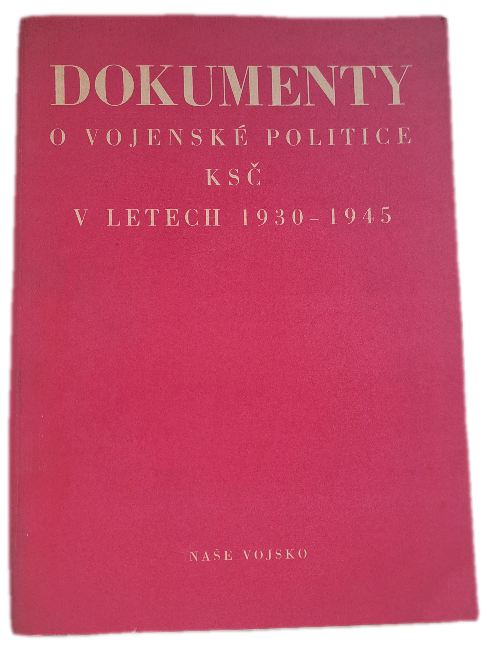 DOKUMENTY
O VOJENSKÉ POLITICE
KSČ
V LETECH 1930–1945
NAŠE VOJSKO